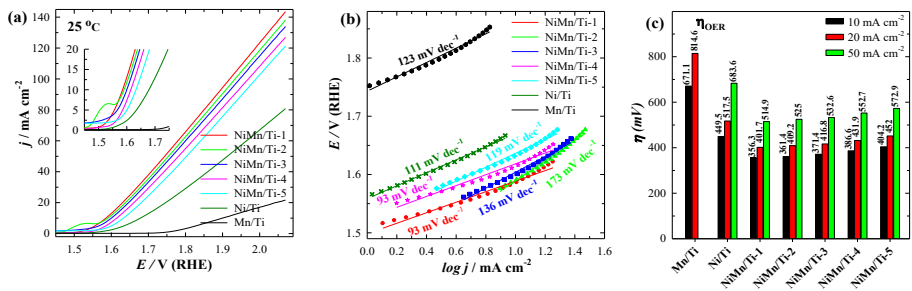 (a)
25 °C
j / mA cm⁻²
140
120
100
80
60
40
20
0
20
15
10
5
0
1.5
1.6
1.7
NiMn/Ti-1
NiMn/Ti-2
NiMn/Ti-3
NiMn/Ti-4
NiMn/Ti-5
Ni/Ti
Mn/Ti
1.5
1.6
1.7
1.8
1.9
2.0
E / V (RHE)
(b)
E / V (RHE)
1.9
1.8
1.7
1.6
1.5
NiMn/Ti-1
NiMn/Ti-2
NiMn/Ti-3
NiMn/Ti-4
NiMn/Ti-5
Ni/Ti
Mn/Ti
123 mV dec⁻¹
111 mV dec⁻¹
119 mV dec⁻¹
93 mV dec⁻¹
93 mV dec⁻¹
136 mV dec⁻¹
173 mV dec⁻¹
0.0
0.4
0.8
1.2
1.6
log j / mA cm⁻²
(c)
ηOER
10 mA cm⁻²
20 mA cm⁻²
50 mA cm⁻²
η (mV)
800
600
400
200
0
671.1
814.6
449.5
517.5
683.6
356.3
401.7
514.9
361.4
409.2
525
371.4
416.8
532.6
386.6
431.9
552.7
404.2
452
572.9
Mn/Ti
Ni/Ti
NiMn/Ti-1
NiMn/Ti-2
NiMn/Ti-3
NiMn/Ti-4
NiMn/Ti-5